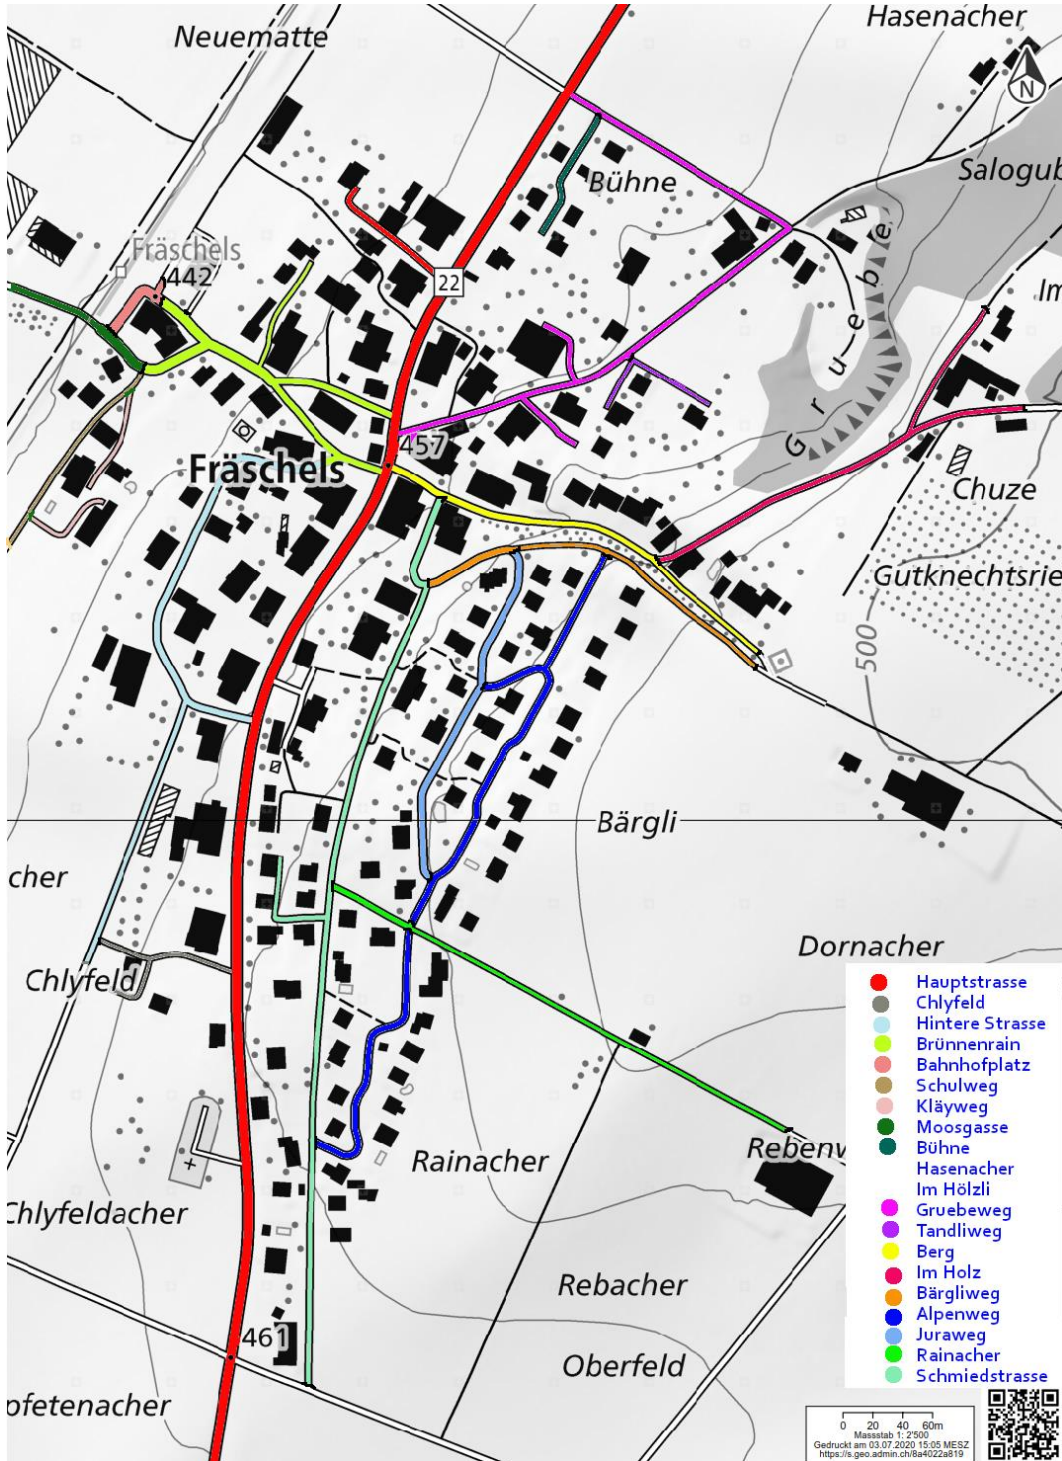 Hasenacher
Neuematte
N
Salogub
Bühne
Fräschels
442
22
Im
Gruebe
457
Fräschels
Chuze
Gutknechtsrie
500
Bärgli
cher
Dornacher
Chlyfeld
Rebenv
Rainacher
Chlyfeldacher
Rebacher
461
Oberfeld
pfetenacher
Hauptstrasse
Chlyfeld
Hintere Strasse
Brünnenrain
Bahnhofplatz
Schulweg
Kläyweg
Moosgasse
Bühne
Hasenacher
Im Hölzli
Gruebeweg
Tandliweg
Berg
Im Holz
Bärgliweg
Alpenweg
Juraweg
Rainacher
Schmiedstrasse
0 20 40 60m
Massstab 1: 2'500
Gedruckt am 03.07.2020 15:05 MESZ
https://s.geo.admin.ch/8a4022a819